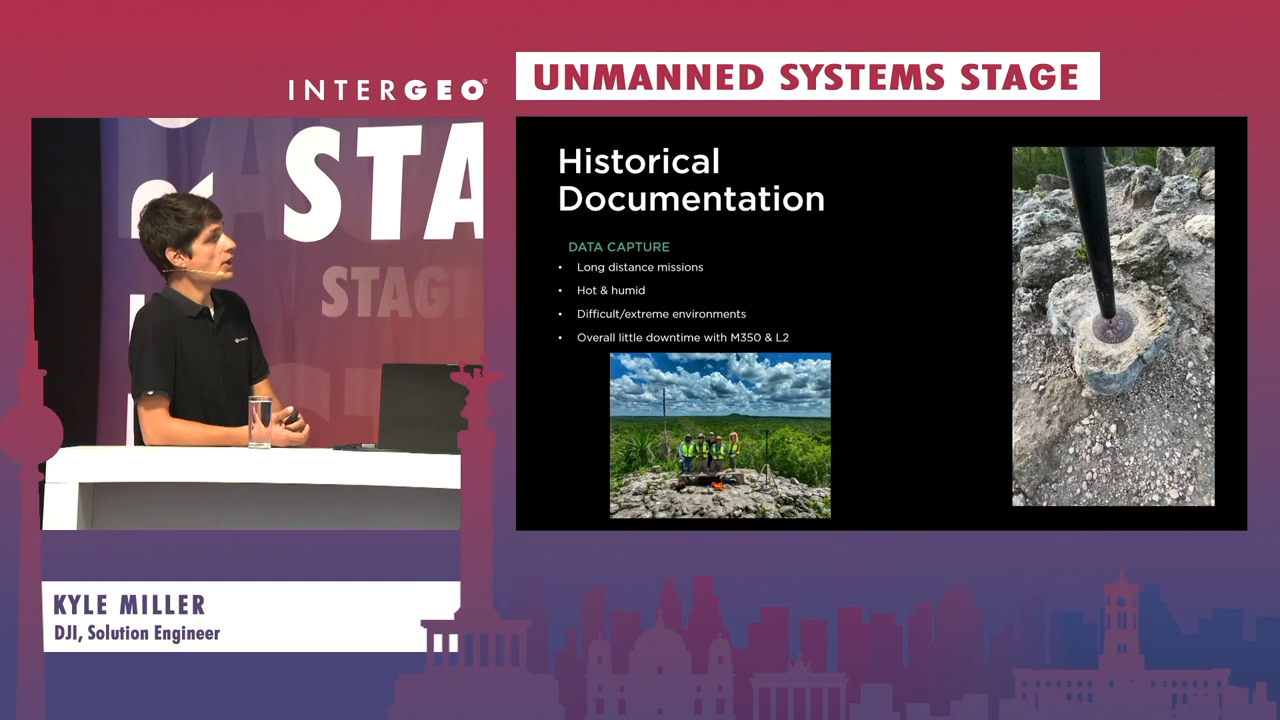 INTERGEO®
UNMANNED SYSTEMS STAGE
STA
STAGE
Historical
Documentation
DATA CAPTURE
• Long distance missions
• Hot & humid
• Difficult/extreme environments
• Overall little downtime with M350 & L2
KYLE MILLER
DJI, Solution Engineer